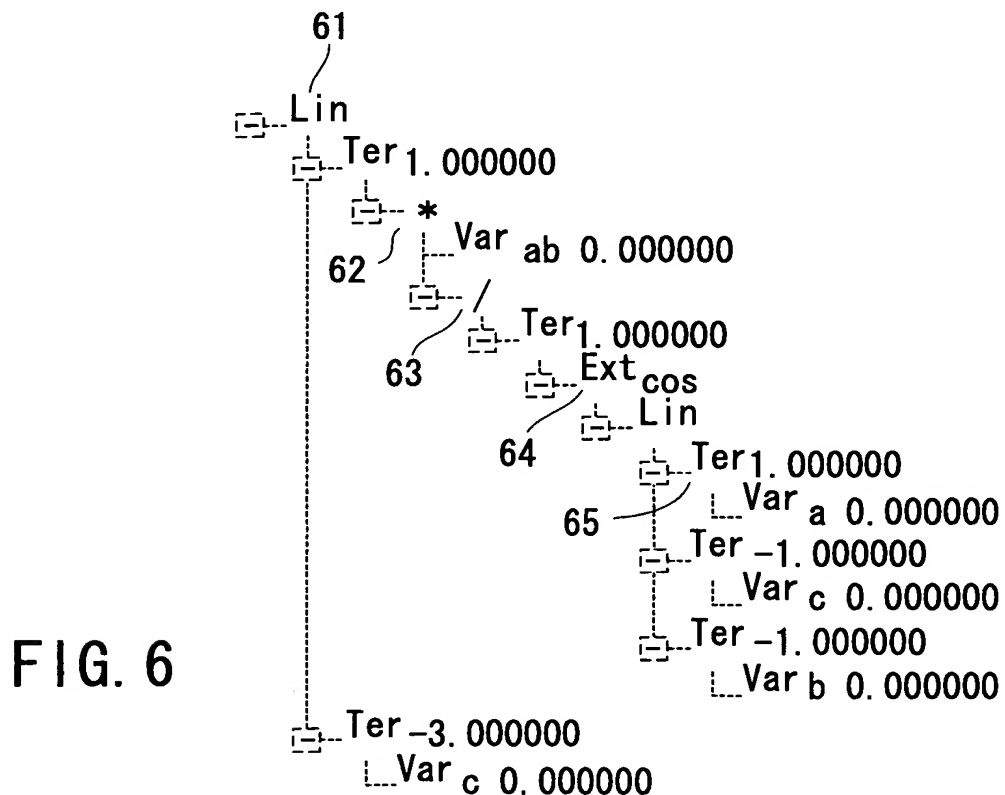 61
Lin
Ter 1.000000
*
62
Var ab 0.000000
/
63
Ter 1.000000
Ext cos
64
Lin
Ter 1.000000
65
Var a 0.000000
Ter -1.000000
Var c 0.000000
Ter -1.000000
Var b 0.000000
FIG. 6
Ter -3.000000
Var c 0.000000